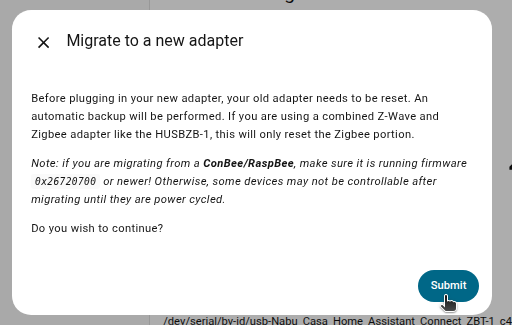 Migrate to a new adapter
Before plugging in your new adapter, your old adapter needs to be reset. An
automatic backup will be performed. If you are using a combined Z-Wave and
Zigbee adapter like the HUSBZB-1, this will only reset the Zigbee portion.
Note: if you are migrating from a ConBee/RaspBee, make sure it is running firmware
0x26720700 or newer! Otherwise, some devices may not be controllable after
migrating until they are power cycled.
Do you wish to continue?
Submit
/dev/serial/by-id/usb-Nabu_Casa_Home_Assistant_Connect_ZBT-1_c4